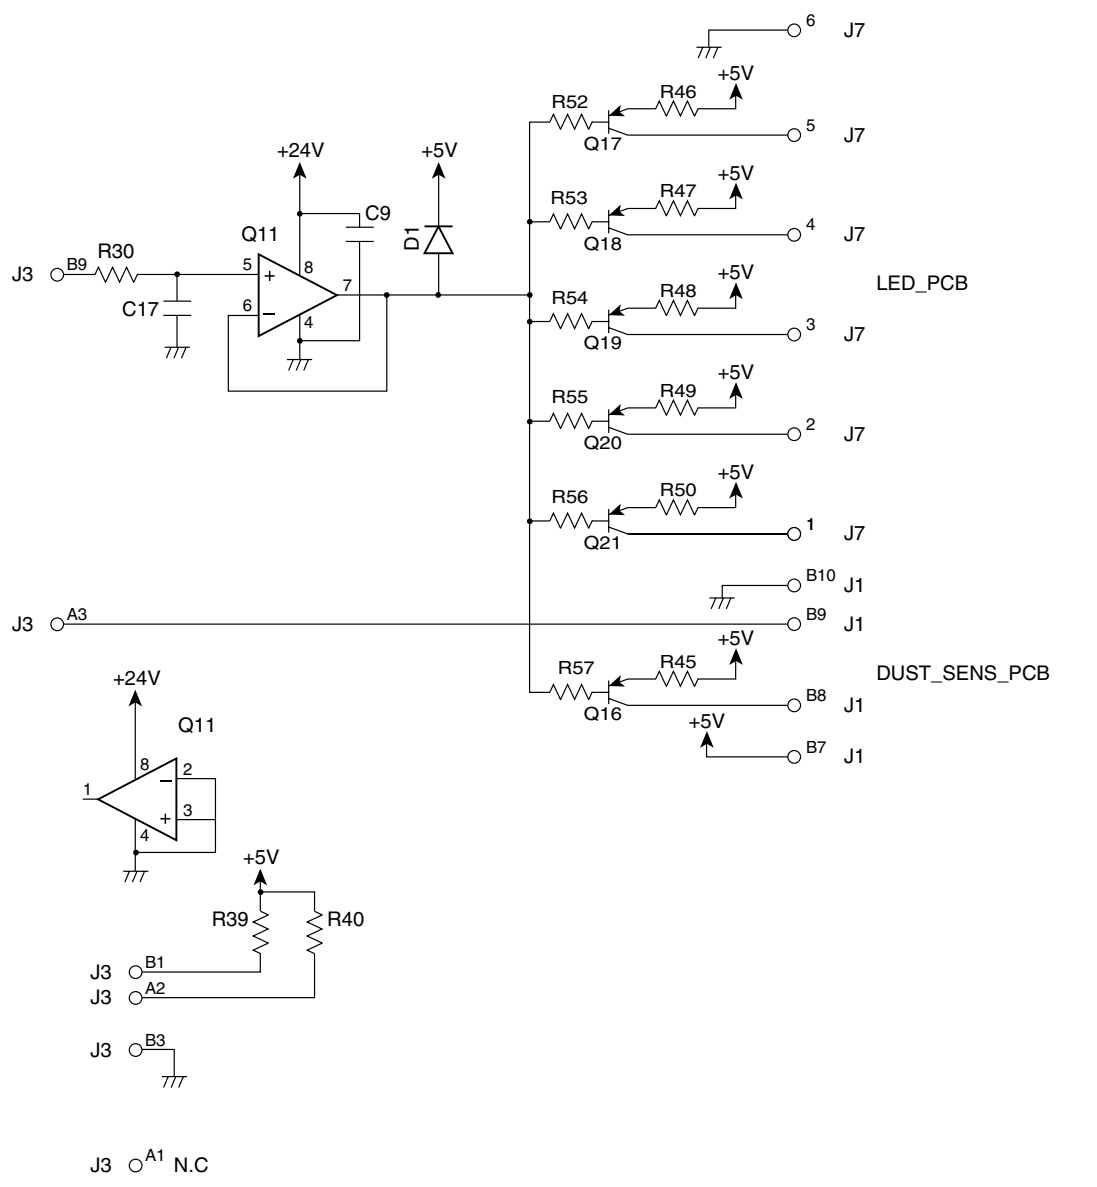 6 J7
+5V
R52 R46
5 J7
Q17
+24V +5V
+5V
R53 R47
C9
Q11 D1
4 J7
Q18
J3 B9 R30 5 + 8
7
+5V
LED_PCB
C17 6 − 4
R54 R48
3 J7
Q19
+5V
R55 R49
2 J7
Q20
+5V
R56 R50
1 J7
Q21
B10 J1
J3 A3 B9 J1
+5V
R57 R45
DUST_SENS_PCB
+24V
B8 J1
Q16
+5V
Q11
B7 J1
8 − 2
1
+ 3
4
+5V
R39 R40
J3 B1
J3 A2
J3 B3
J3 A1 N.C